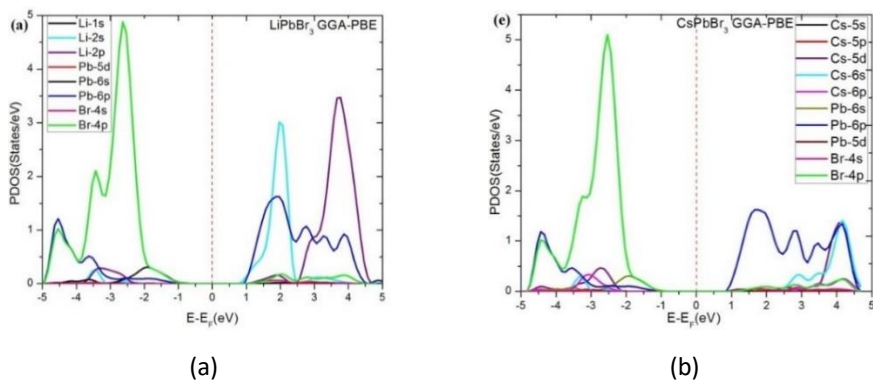 (a)
LiPbBr3 GGA-PBE
Li-1s
Li-2s
Li-2p
Pb-5d
Pb-6s
Pb-6p
Br-4s
Br-4p
PDOS(States/eV)
5
4
3
2
1
0
-5 -4 -3 -2 -1 0 1 2 3 4 5
E-EF(eV)
(a)
(e)
CsPbBr3 GGA-PBE
Cs-5s
Cs-5p
Cs-5d
Cs-6s
Cs-6p
Pb-6s
Pb-6p
Pb-5d
Br-4s
Br-4p
PDOS(States/eV)
5
4
3
2
1
0
-5 -4 -3 -2 -1 0 1 2 3 4 5
E-EF(eV)
(b)